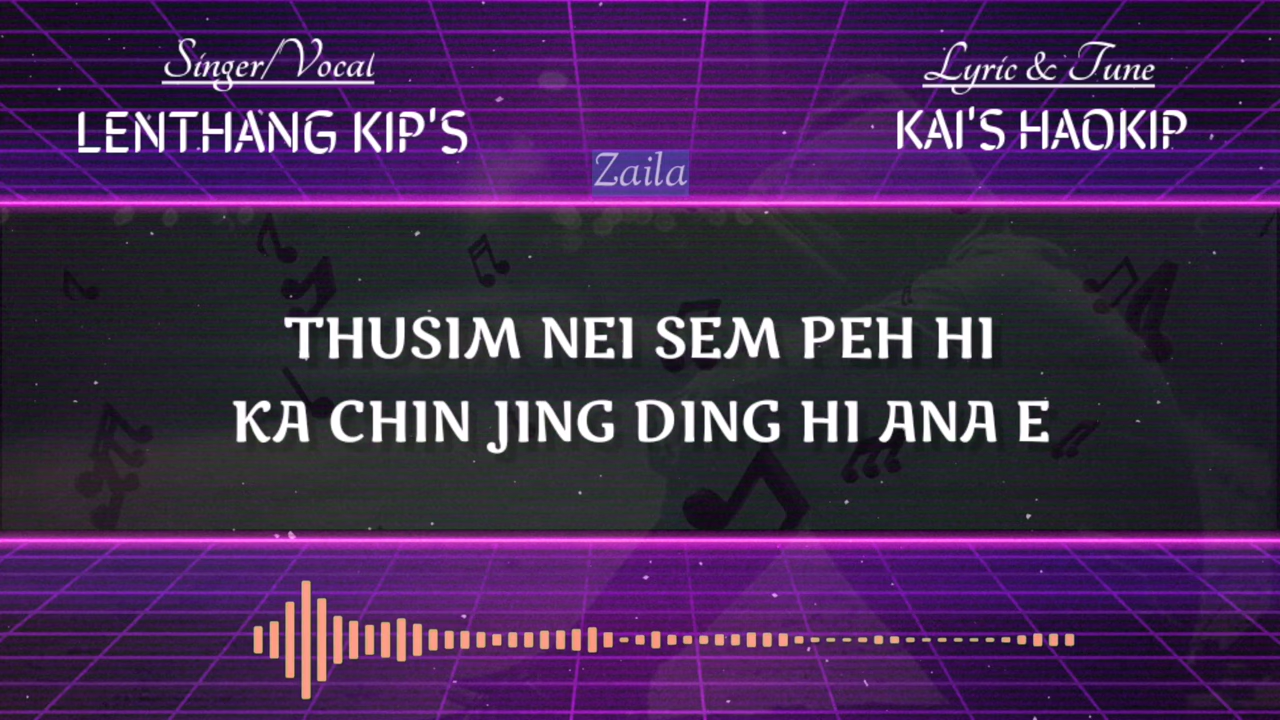 Singer/Vocal
LENTHANG KIP'S
Lyric & Tune
KAI'S HAOKIP
Zaila
THUSIM NEI SEM PEH HI
KA CHIN JING DING HI ANA E